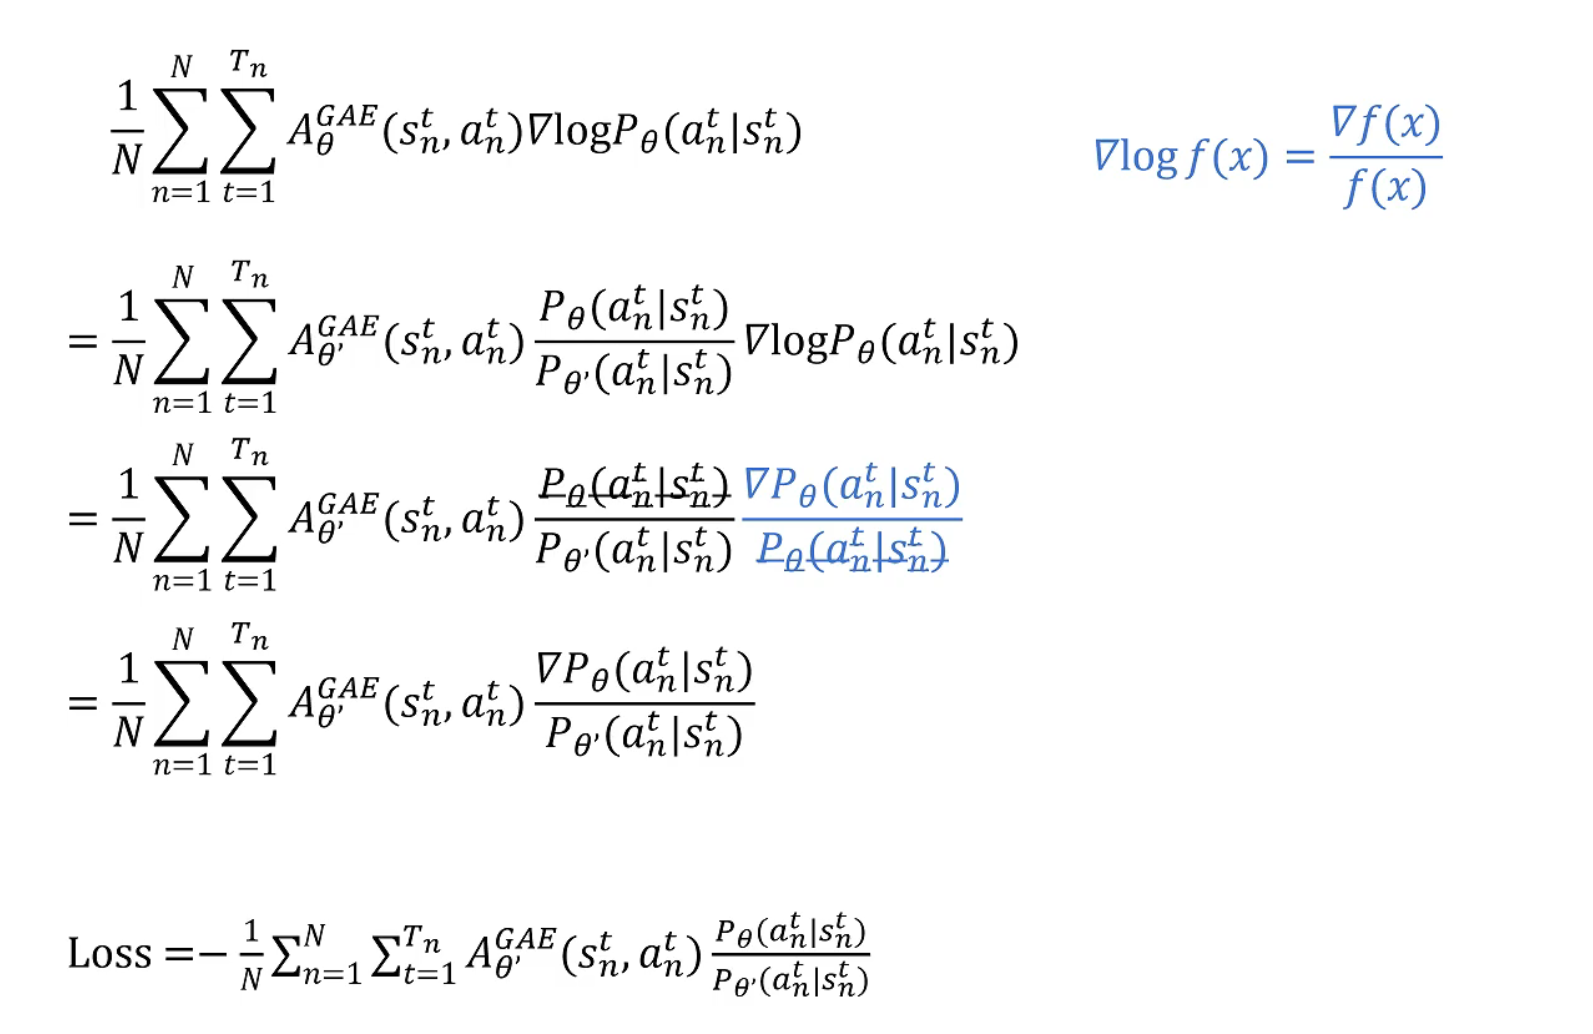 $\frac{1}{N}\sum_{n=1}^{N}\sum_{t=1}^{T_n} A_{\theta}^{GAE}(s_n^t, a_n^t)\nabla \log P_{\theta}(a_n^t|s_n^t)$
$\nabla \log f(x) = \frac{\nabla f(x)}{f(x)}$
$= \frac{1}{N}\sum_{n=1}^{N}\sum_{t=1}^{T_n} A_{\theta'}^{GAE}(s_n^t, a_n^t)\frac{P_{\theta}(a_n^t|s_n^t)}{P_{\theta'}(a_n^t|s_n^t)}\nabla \log P_{\theta}(a_n^t|s_n^t)$
$= \frac{1}{N}\sum_{n=1}^{N}\sum_{t=1}^{T_n} A_{\theta'}^{GAE}(s_n^t, a_n^t)\frac{P_{\theta}(a_n^t|s_n^t)}{P_{\theta'}(a_n^t|s_n^t)}\frac{\nabla P_{\theta}(a_n^t|s_n^t)}{P_{\theta}(a_n^t|s_n^t)}$
$= \frac{1}{N}\sum_{n=1}^{N}\sum_{t=1}^{T_n} A_{\theta'}^{GAE}(s_n^t, a_n^t)\frac{\nabla P_{\theta}(a_n^t|s_n^t)}{P_{\theta'}(a_n^t|s_n^t)}$
Loss $= -\frac{1}{N}\sum_{n=1}^{N}\sum_{t=1}^{T_n} A_{\theta'}^{GAE}(s_n^t, a_n^t)\frac{P_{\theta}(a_n^t|s_n^t)}{P_{\theta'}(a_n^t|s_n^t)}$